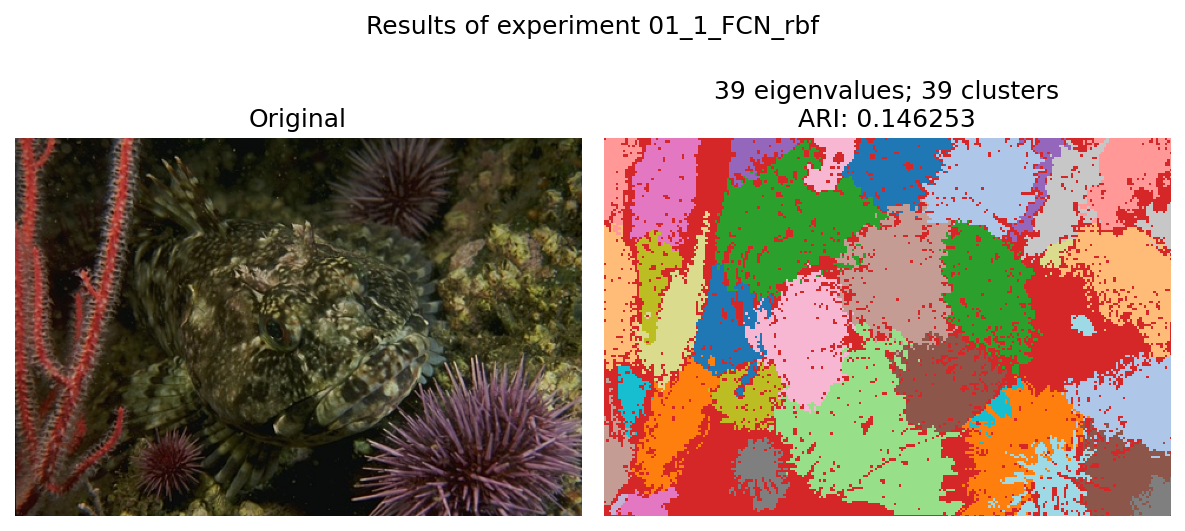 Results of experiment 01_1_FCN_rbf
Original
39 eigenvalues; 39 clusters
ARI: 0.146253